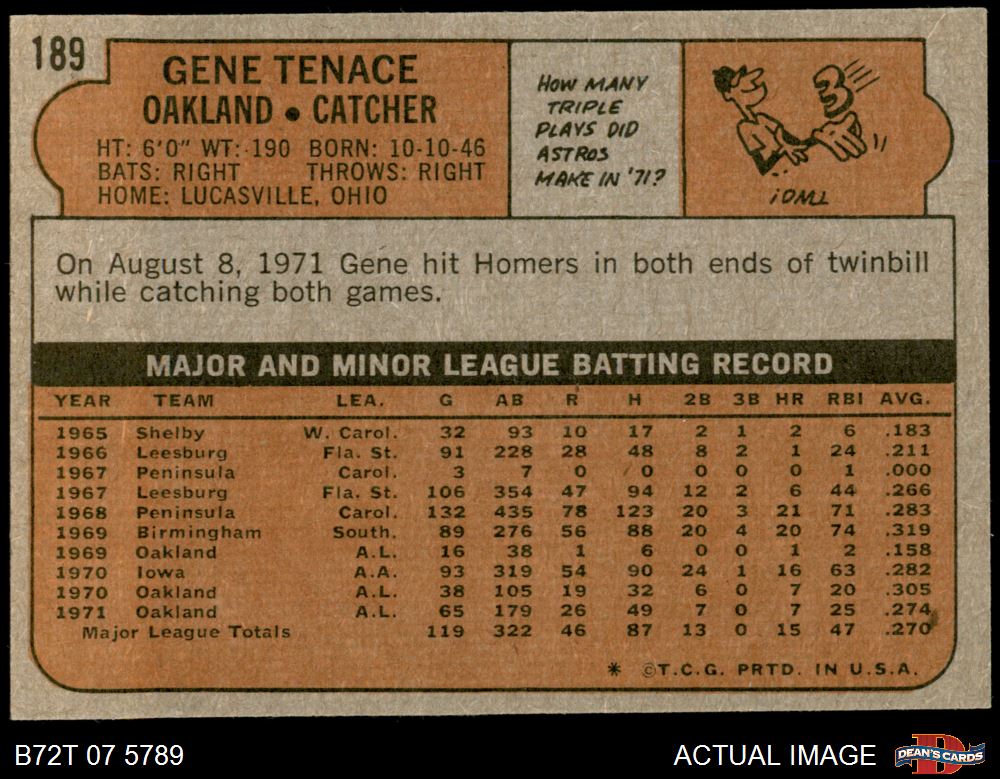 189
GENE TENACE
OAKLAND • CATCHER
HT: 6'0" WT: 190 BORN: 10-10-46
BATS: RIGHT THROWS: RIGHT
HOME: LUCASVILLE, OHIO
HOW MANY
TRIPLE
PLAYS DID
ASTROS
MAKE IN '71?
3
TWO!
On August 8, 1971 Gene hit Homers in both ends of twinbill
while catching both games.
MAJOR AND MINOR LEAGUE BATTING RECORD
YEAR TEAM LEA. G AB R H 2B 3B HR RBI AVG.
1965 Shelby W. Carol. 32 93 10 17 2 1 2 6 .183
1966 Leesburg Fla. St. 91 228 28 48 8 2 1 24 .211
1967 Peninsula Carol. 3 7 0 0 0 0 0 1 .000
1967 Leesburg Fla. St. 106 354 47 94 12 2 6 44 .266
1968 Peninsula Carol. 132 435 78 123 20 3 21 71 .283
1969 Birmingham South. 89 276 56 88 20 4 20 74 .319
1969 Oakland A.L. 16 38 1 6 0 0 1 2 .158
1970 Iowa A.A. 93 319 54 90 24 1 16 63 .282
1970 Oakland A.L. 38 105 19 32 6 0 7 20 .305
1971 Oakland A.L. 65 179 26 49 7 0 7 25 .274
Major League Totals 119 322 46 87 13 0 15 47 .270
* ©T.C.G. PRTD. IN U.S.A.
B72T 07 5789
ACTUAL IMAGE
D
DEAN'S CARDS